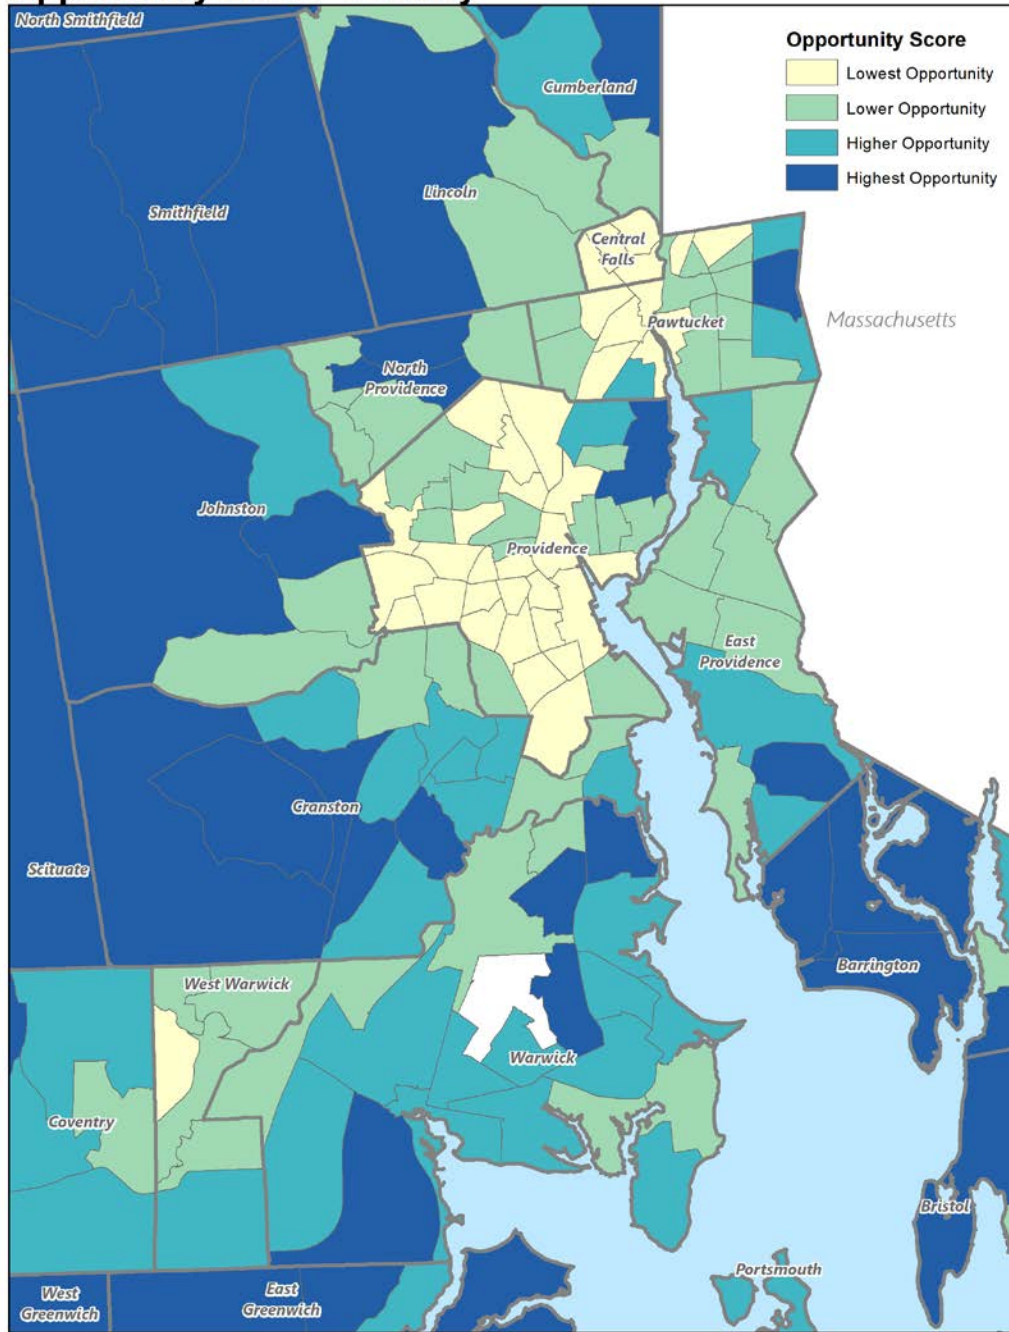 North Smithfield
Opportunity Score
Lowest Opportunity
Lower Opportunity
Higher Opportunity
Highest Opportunity
Cumberland
Lincoln
Smithfield
Central
Falls
Massachusetts
Pawtucket
North
Providence
Johnston
Providence
East
Providence
Cranston
Scituate
Barrington
West Warwick
Warwick
Coventry
Bristol
Portsmouth
West
Greenwich
East
Greenwich